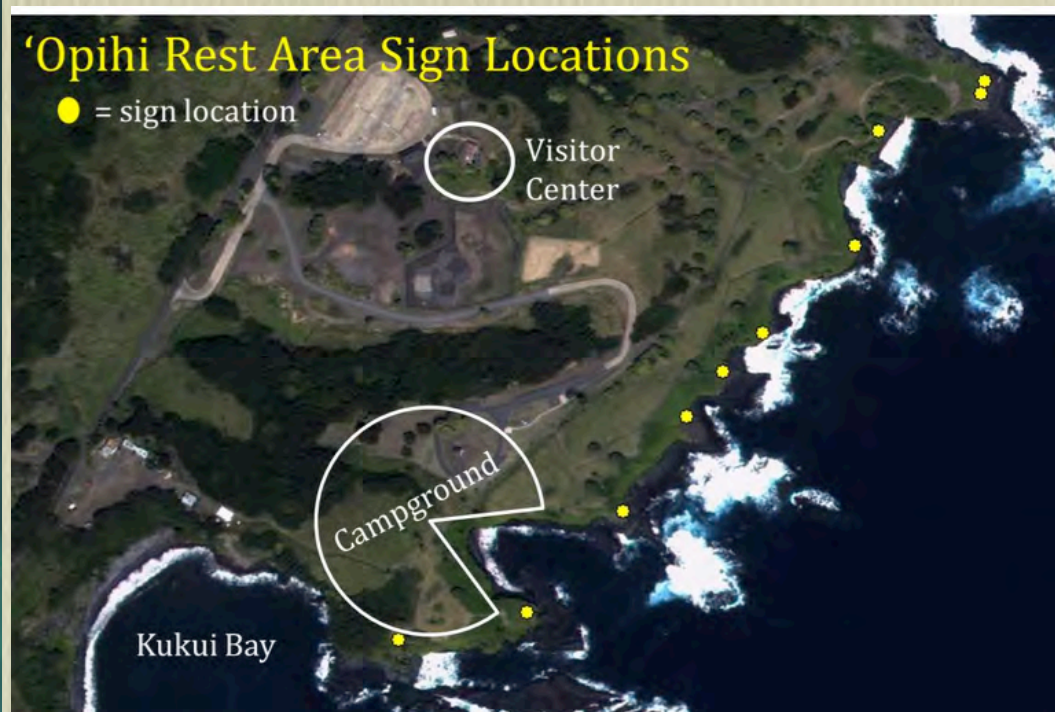 ‘Opihi Rest Area Sign Locations
= sign location
Visitor
Center
Campground
Kukui Bay